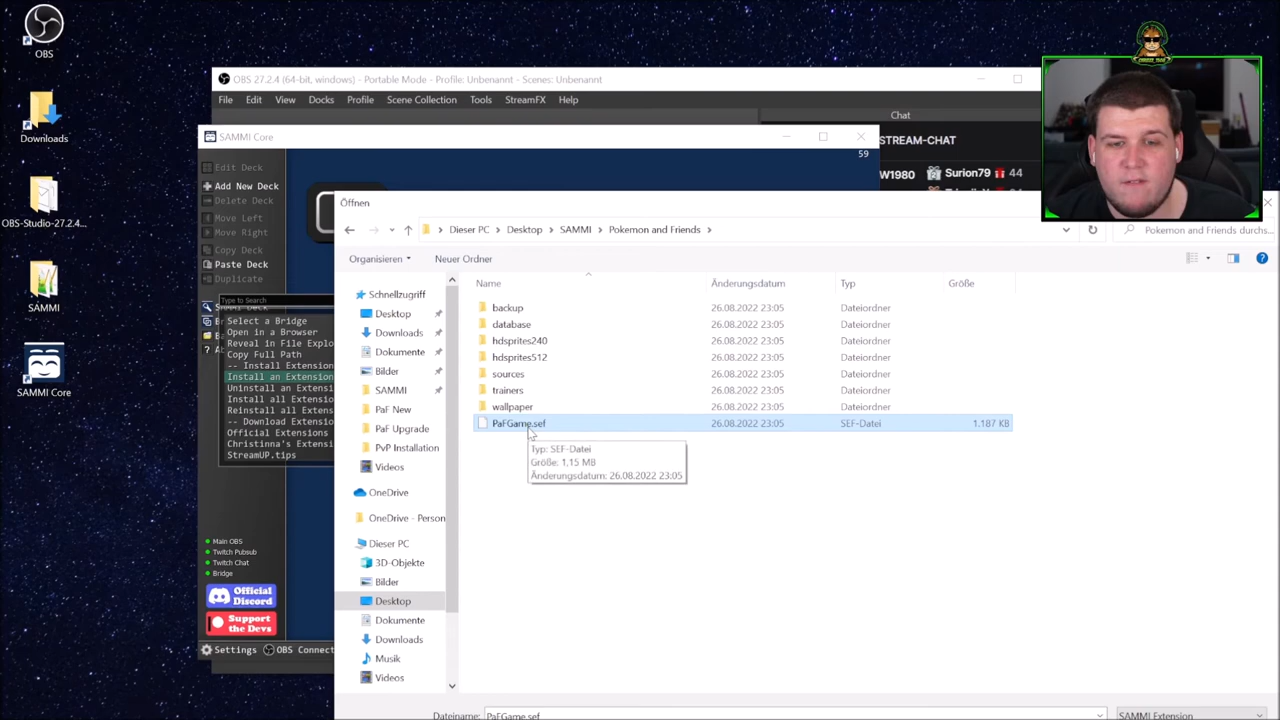 OBS
Downloads
OBS-Studio-27.2.4...
SAMMI
SAMMI Core
OBS 27.2.4 (64-bit, windows) - Portable Mode - Profile: Unbenannt - Scenes: Unbenannt
File Edit View Docks Profile Scene Collection Tools StreamFX Help
Chat
STREAM-CHAT
W1980 Surion79 44
SAMMI Core
59
Edit Deck
Add New Deck
Delete Deck
Move Left
Move Right
Copy Deck
Paste Deck
Duplicate
Type to Search
Select a Bridge
Open in a Browser
Reveal in File Explo
Copy Full Path
-- Install Extension
Install an Extension
Uninstall an Extensi
Install all Extensio
Reinstall all Extens
-- Download Extensio
Official Extensions
Christinna's Extensi
StreamUP.tips
Main OBS
Twitch Pubsub
Twitch Chat
Bridge
Official
Discord
Support
the Devs
Settings OBS Connect
Öffnen
Dieser PC > Desktop > SAMMI > Pokemon and Friends >
Pokemon and Friends durchs...
Organisieren Neuer Ordner
Name Änderungsdatum Typ Größe
Schnellzugriff
Desktop
Downloads
Dokumente
Bilder
SAMMI
PaF New
PaF Upgrade
PvP Installation
Videos
OneDrive
OneDrive - Person
Dieser PC
3D-Objekte
Bilder
Desktop
Dokumente
Downloads
Musik
Videos
backup 26.08.2022 23:05 Dateiordner
database 26.08.2022 23:05 Dateiordner
hdsprites240 26.08.2022 23:05 Dateiordner
hdsprites512 26.08.2022 23:05 Dateiordner
sources 26.08.2022 23:05 Dateiordner
trainers 26.08.2022 23:05 Dateiordner
wallpaper 26.08.2022 23:05 Dateiordner
PaFGame.sef 26.08.2022 23:05 SEF-Datei 1.187 KB
Typ: SEF-Datei
Größe: 1,15 MB
Änderungsdatum: 26.08.2022 23:05
Dateiname: PaFGame.sef SAMMI Extension